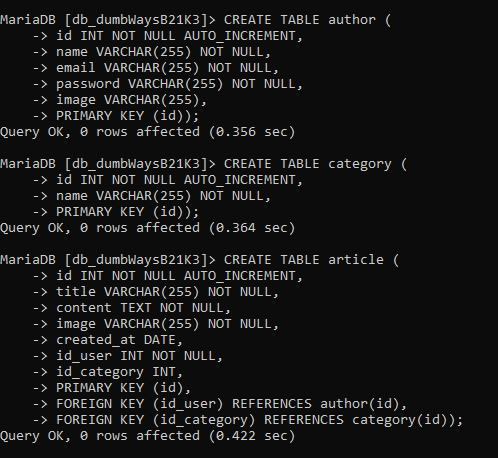 MariaDB [db_dumbWaysB21K3]> CREATE TABLE author (
-> id INT NOT NULL AUTO_INCREMENT,
-> name VARCHAR(255) NOT NULL,
-> email VARCHAR(255) NOT NULL,
-> password VARCHAR(255) NOT NULL,
-> image VARCHAR(255),
-> PRIMARY KEY (id));
Query OK, 0 rows affected (0.356 sec)
MariaDB [db_dumbWaysB21K3]> CREATE TABLE category (
-> id INT NOT NULL AUTO_INCREMENT,
-> name VARCHAR(255) NOT NULL,
-> PRIMARY KEY (id));
Query OK, 0 rows affected (0.364 sec)
MariaDB [db_dumbWaysB21K3]> CREATE TABLE article (
-> id INT NOT NULL AUTO_INCREMENT,
-> title VARCHAR(255) NOT NULL,
-> content TEXT NOT NULL,
-> image VARCHAR(255) NOT NULL,
-> created_at DATE,
-> id_user INT NOT NULL,
-> id_category INT,
-> PRIMARY KEY (id),
-> FOREIGN KEY (id_user) REFERENCES author(id),
-> FOREIGN KEY (id_category) REFERENCES category(id));
Query OK, 0 rows affected (0.422 sec)